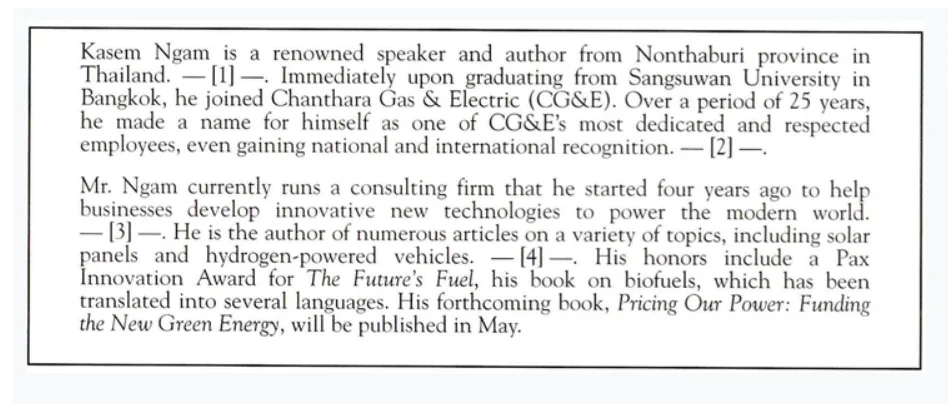 Kasem Ngam is a renowned speaker and author from Nonthaburi province in
Thailand. — [1] —. Immediately upon graduating from Sangsuwan University in
Bangkok, he joined Chanthara Gas & Electric (CG&E). Over a period of 25 years,
he made a name for himself as one of CG&E's most dedicated and respected
employees, even gaining national and international recognition. — [2] —.
Mr. Ngam currently runs a consulting firm that he started four years ago to help
businesses develop innovative new technologies to power the modern world.
— [3] —. He is the author of numerous articles on a variety of topics, including solar
panels and hydrogen-powered vehicles. — [4] —. His honors include a Pax
Innovation Award for The Future's Fuel, his book on biofuels, which has been
translated into several languages. His forthcoming book, Pricing Our Power: Funding
the New Green Energy, will be published in May.